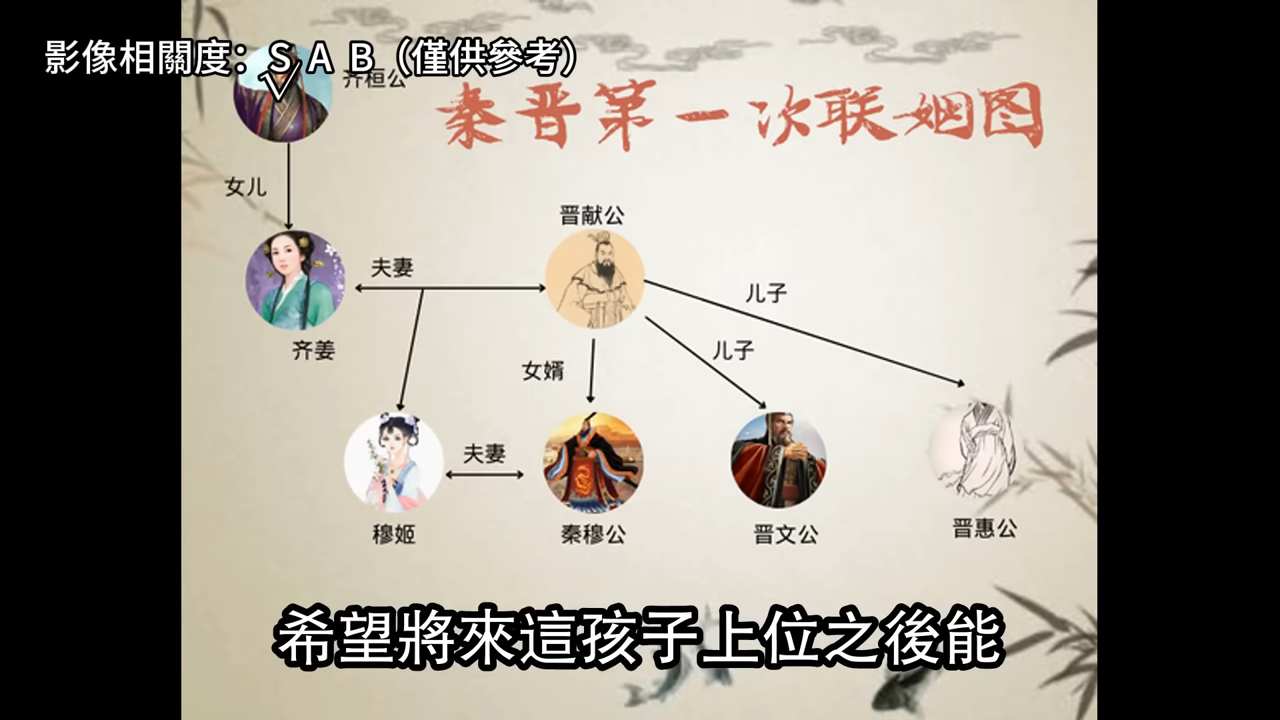 影像相關度：S A B（僅供參考）
齐桓公
秦晋第一次联姻图
女儿
晋献公
夫妻
儿子
齐姜
女婿
儿子
夫妻
穆姬
秦穆公
晋文公
晋惠公
希望將來這孩子上位之後能